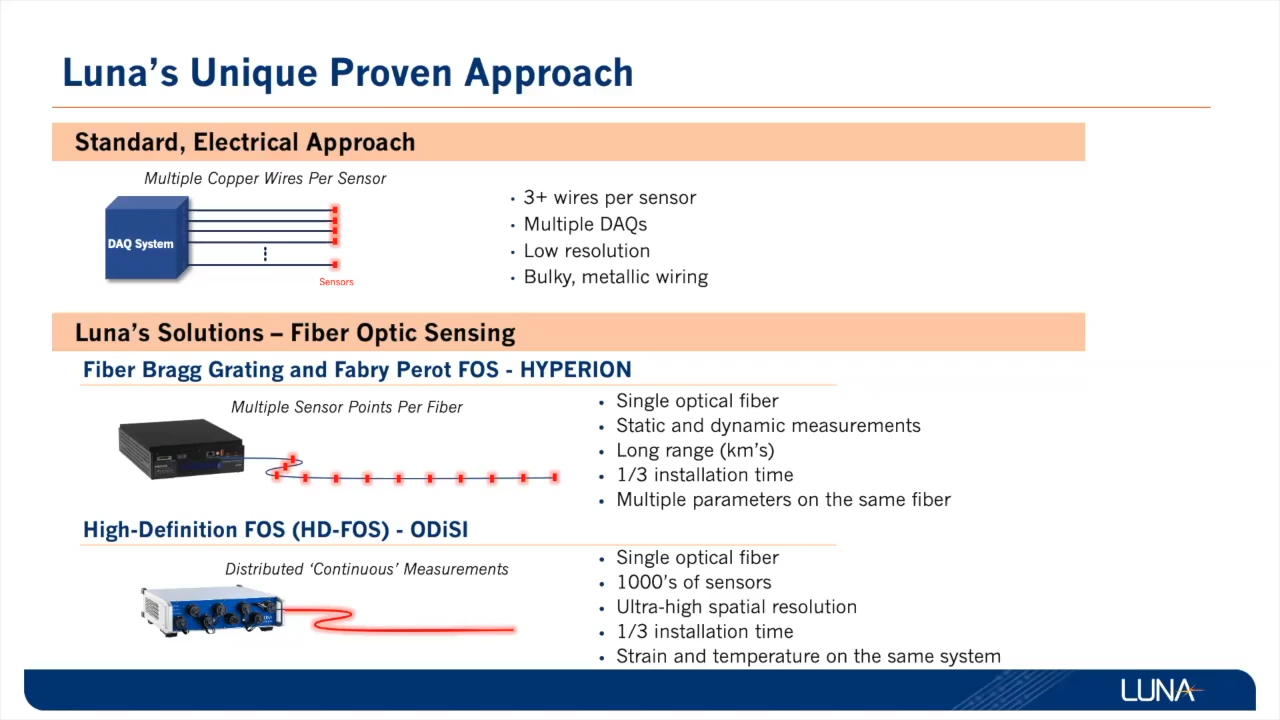 Luna’s Unique Proven Approach
Standard, Electrical Approach
Multiple Copper Wires Per Sensor
DAQ System
Sensors
• 3+ wires per sensor
• Multiple DAQs
• Low resolution
• Bulky, metallic wiring
Luna’s Solutions – Fiber Optic Sensing
Fiber Bragg Grating and Fabry Perot FOS - HYPERION
Multiple Sensor Points Per Fiber
• Single optical fiber
• Static and dynamic measurements
• Long range (km’s)
• 1/3 installation time
• Multiple parameters on the same fiber
High-Definition FOS (HD-FOS) - ODiSI
Distributed ‘Continuous’ Measurements
• Single optical fiber
• 1000’s of sensors
• Ultra-high spatial resolution
• 1/3 installation time
• Strain and temperature on the same system
LUNA